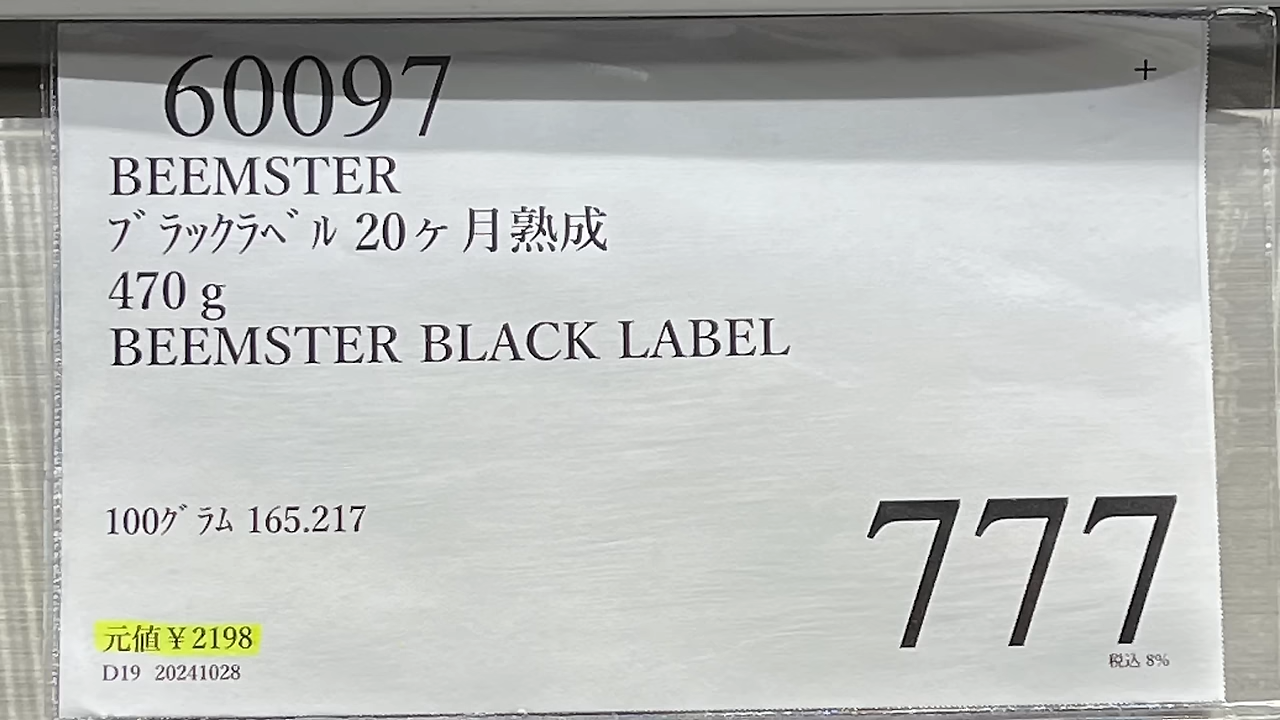 60097
+
BEEMSTER
ブラックラベル 20ヶ月熟成
470 g
BEEMSTER BLACK LABEL
100グラム 165.217
777
元値￥2198
税込 8%
D19 20241028